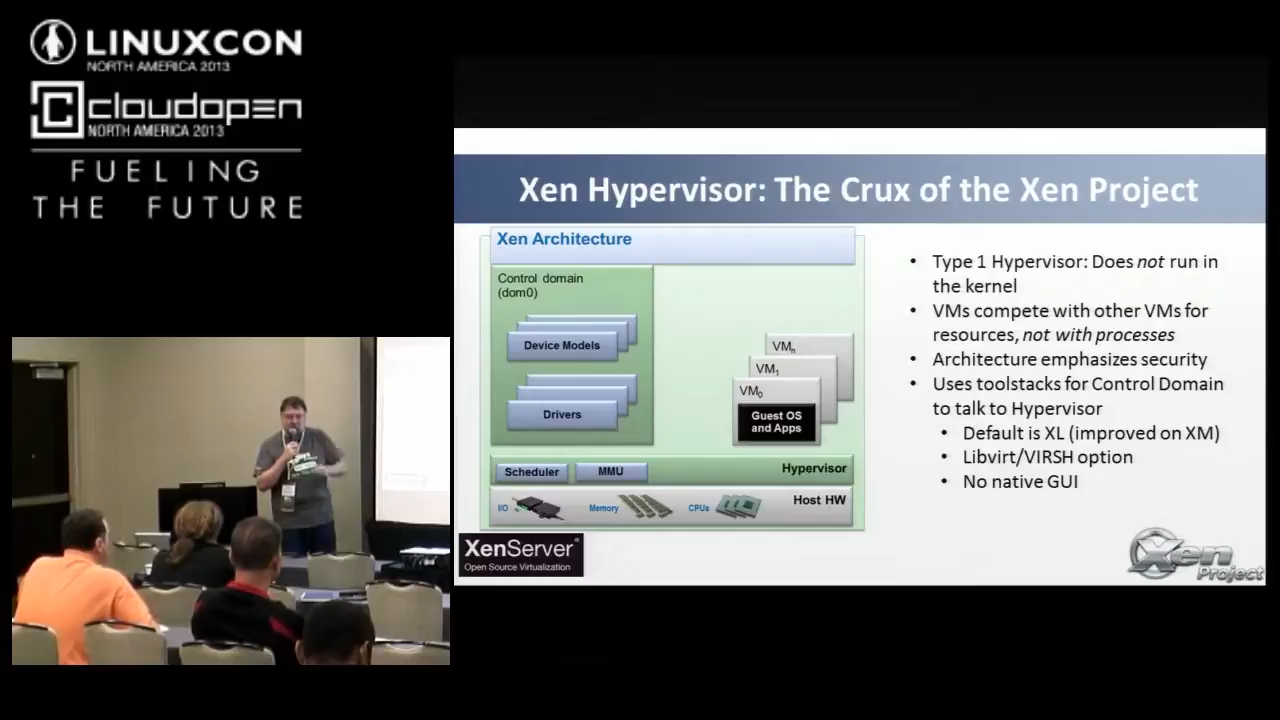 LINUXCON
NORTH AMERICA 2013
cloudopen
NORTH AMERICA 2013
FUELING
THE FUTURE
Xen Hypervisor: The Crux of the Xen Project
Xen Architecture
Control domain
(dom0)
Device Models
Drivers
VMn
VM1
VM0
Guest OS
and Apps
Scheduler
MMU
Hypervisor
I/O
Memory
CPUs
Host HW
• Type 1 Hypervisor: Does not run in
the kernel
• VMs compete with other VMs for
resources, not with processes
• Architecture emphasizes security
• Uses toolstacks for Control Domain
to talk to Hypervisor
• Default is XL (improved on XM)
• Libvirt/VIRSH option
• No native GUI
XenServer®
Open Source Virtualization
Xen
Project